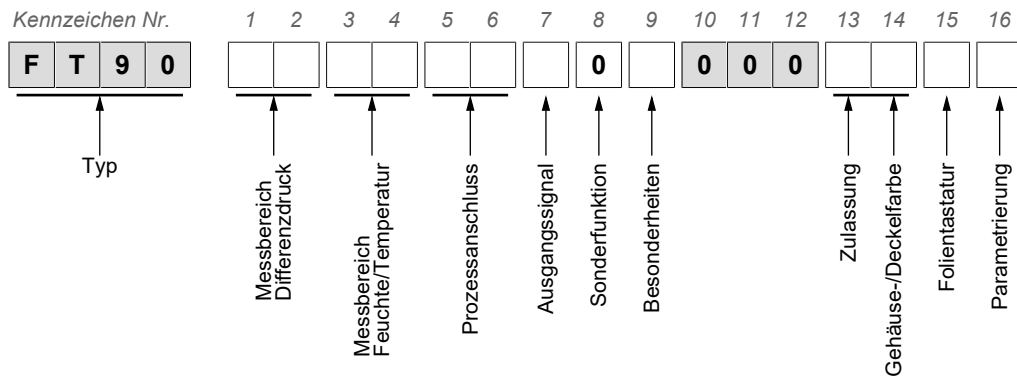 Kennzeichen Nr. 1 2 3 4 5 6 7 8 9 10 11 12 13 14 15 16
F T 9 0 0 0 0 0
Typ
Messbereich
Differenzdruck
Messbereich
Feuchte/Temperatur
Prozessanschluss
Ausgangssignal
Sonderfunktion
Besonderheiten
Zulassung
Gehäuse-/Deckelfarbe
Folientastatur
Parametrierung